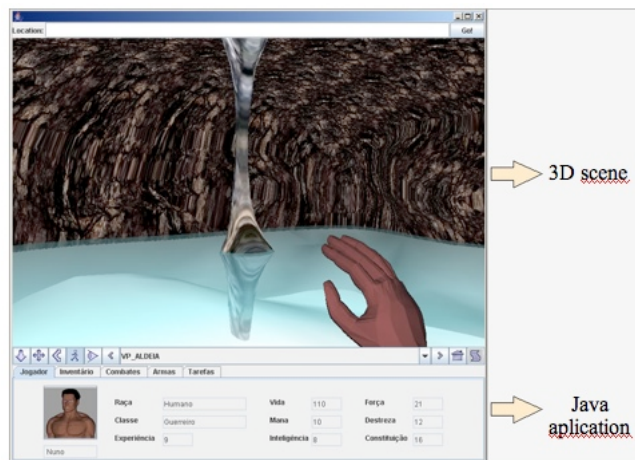 Location:
Go!
3D scene
VP_ALDEIA
Jogador Inventário Combates Armas Tarefas
Raça Humano Vida 110 Força 21
Classe Guerreiro Mana 10 Destreza 12
Experiência 9 Inteligência 8 Constituição 16
Nuno
Java
aplication